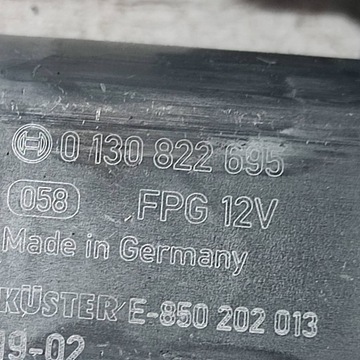 0 130 822 695
058 FPG 12V
Made in Germany
KÜSTER E-850 202 013
19-02